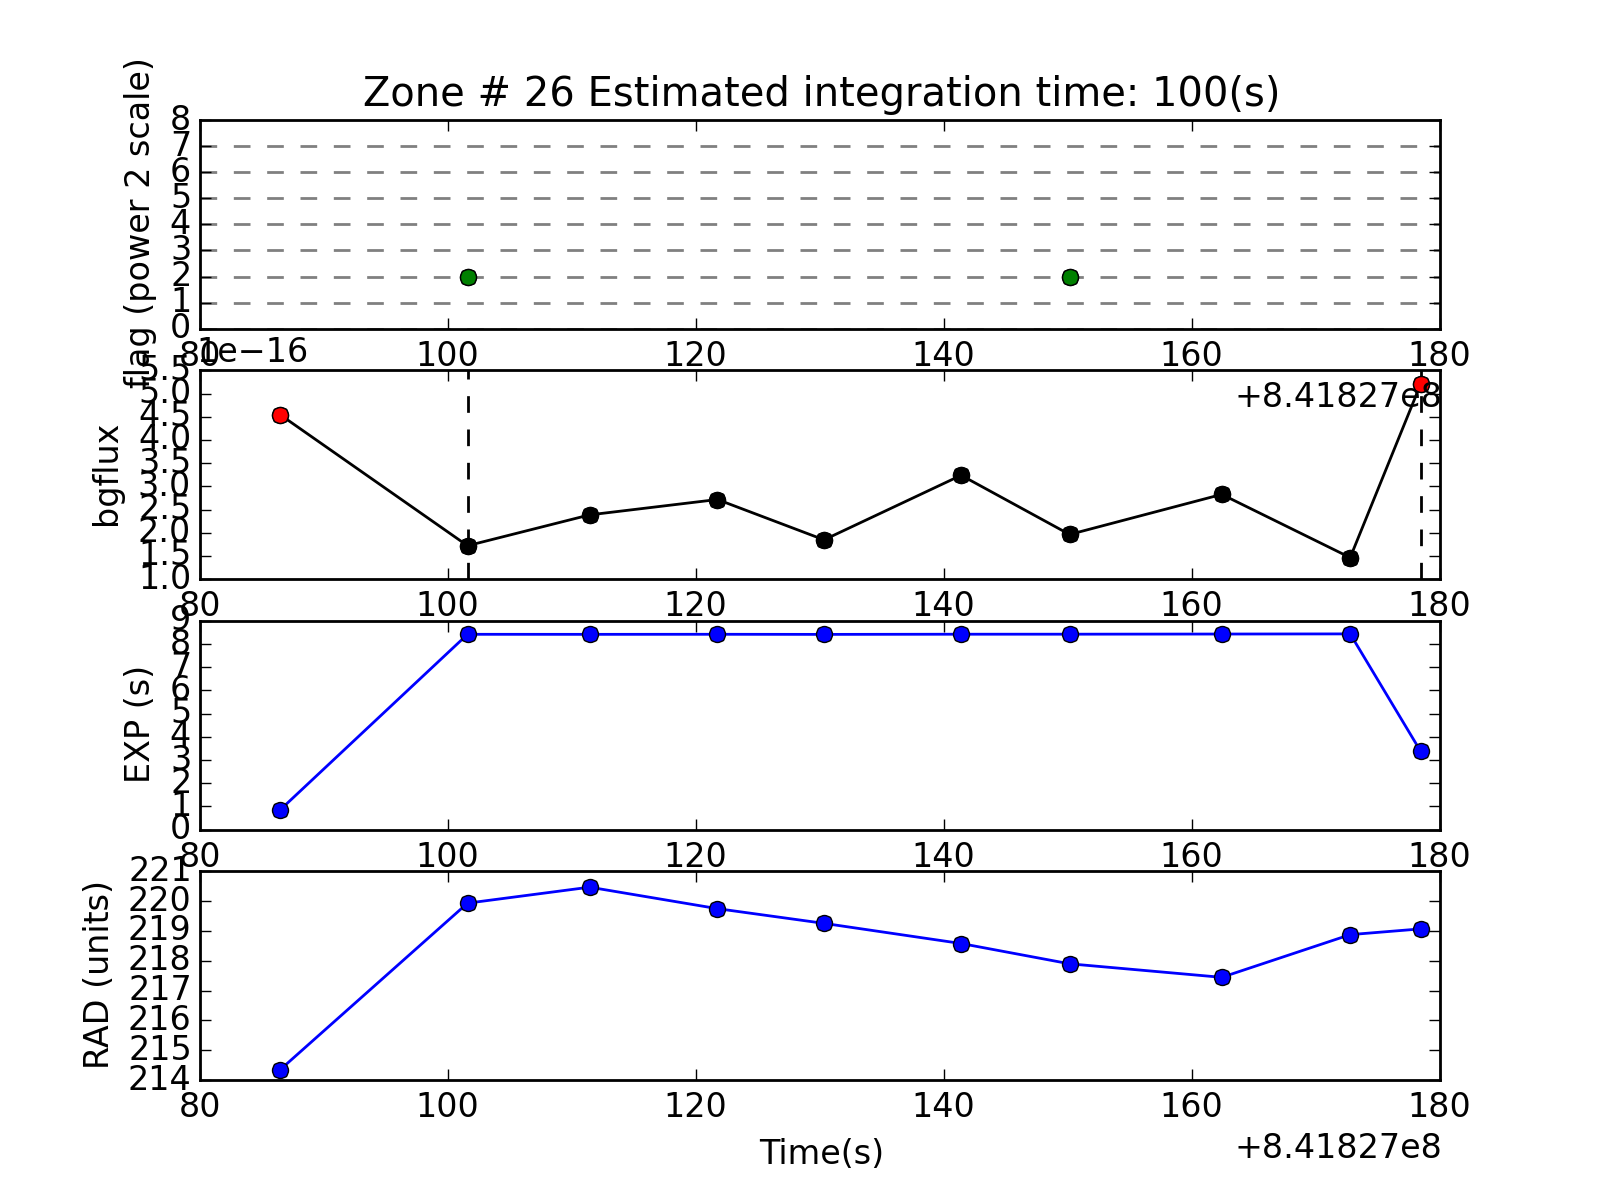 Zone # 26 Estimated integration time: 100(s)
flag (power 2 scale)
8
7
6
5
4
3
2
1
0
80 100 120 140 160 180
+8.41827e8
1e−16
bgflux
5.5
5.0
4.5
4.0
3.5
3.0
2.5
2.0
1.5
1.0
80 100 120 140 160 180
EXP (s)
9
8
7
6
5
4
3
2
1
0
80 100 120 140 160 180
RAD (units)
221
220
219
218
217
216
215
214
80 100 120 140 160 180
Time(s)
+8.41827e8